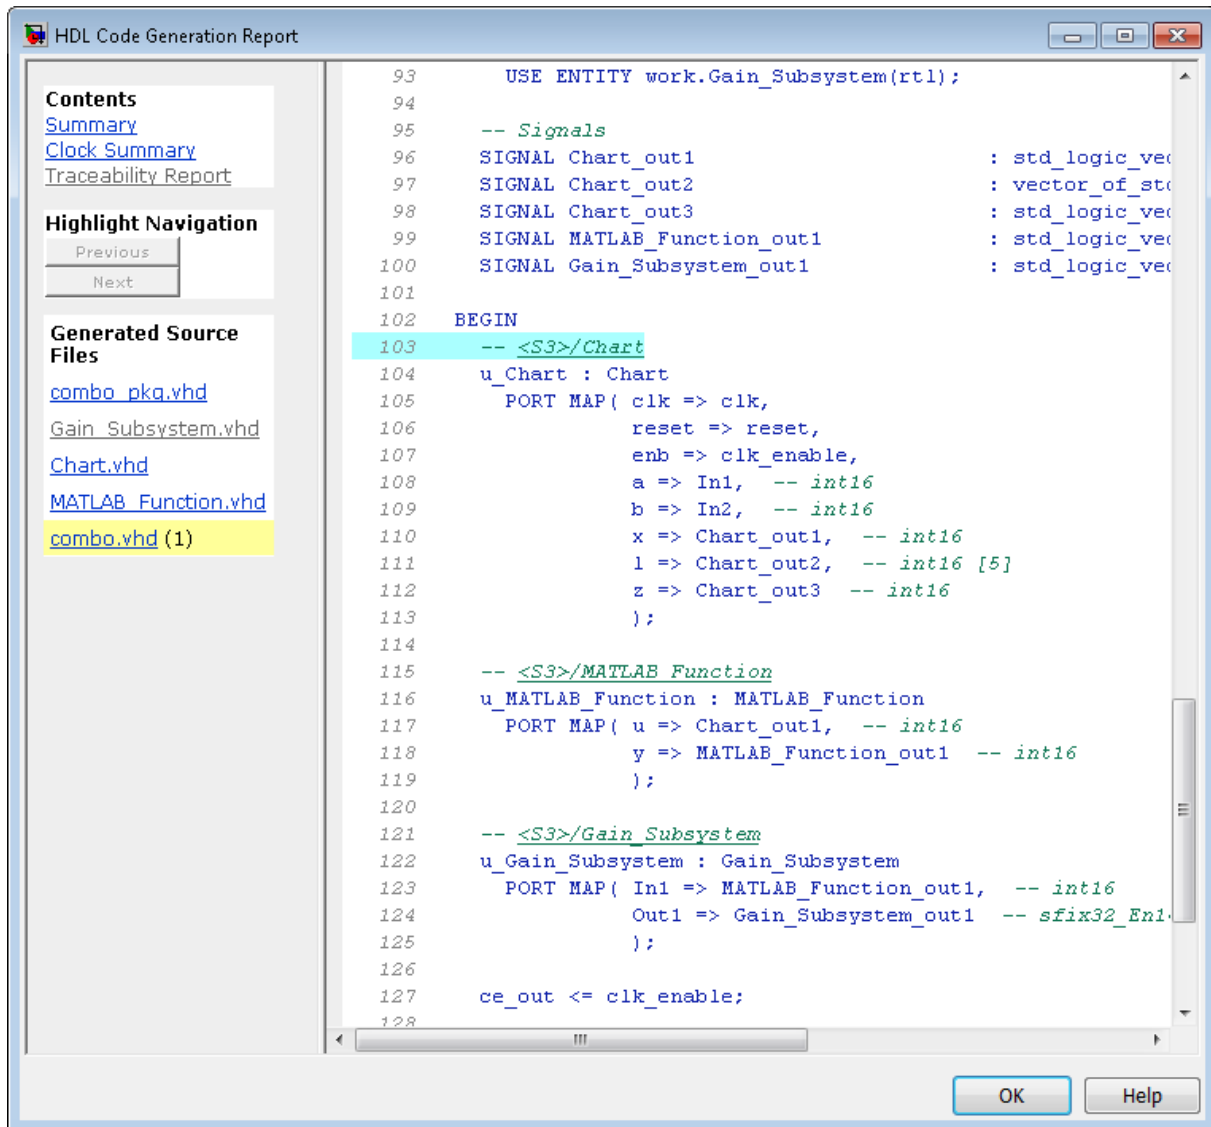 HDL Code Generation Report
Contents
Summary
Clock Summary
Traceability Report
Highlight Navigation
Previous
Next
Generated Source
Files
combo_pkg.vhd
Gain_Subsystem.vhd
Chart.vhd
MATLAB_Function.vhd
combo.vhd (1)
93 USE ENTITY work.Gain_Subsystem(rtl);
94
95 -- Signals
96 SIGNAL Chart_out1 : std_logic_vec
97 SIGNAL Chart_out2 : vector_of_std
98 SIGNAL Chart_out3 : std_logic_vec
99 SIGNAL MATLAB_Function_out1 : std_logic_vec
100 SIGNAL Gain_Subsystem_out1 : std_logic_vec
101
102 BEGIN
103 -- <S3>/Chart
104 u_Chart : Chart
105 PORT MAP( clk => clk,
106 reset => reset,
107 enb => clk_enable,
108 a => In1, -- int16
109 b => In2, -- int16
110 x => Chart_out1, -- int16
111 l => Chart_out2, -- int16 [5]
112 z => Chart_out3 -- int16
113 );
114
115 -- <S3>/MATLAB Function
116 u_MATLAB_Function : MATLAB_Function
117 PORT MAP( u => Chart_out1, -- int16
118 y => MATLAB_Function_out1 -- int16
119 );
120
121 -- <S3>/Gain_Subsystem
122 u_Gain_Subsystem : Gain_Subsystem
123 PORT MAP( In1 => MATLAB_Function_out1, -- int16
124 Out1 => Gain_Subsystem_out1 -- sfix32_En1
125 );
126
127 ce_out <= clk_enable;
128
OK
Help